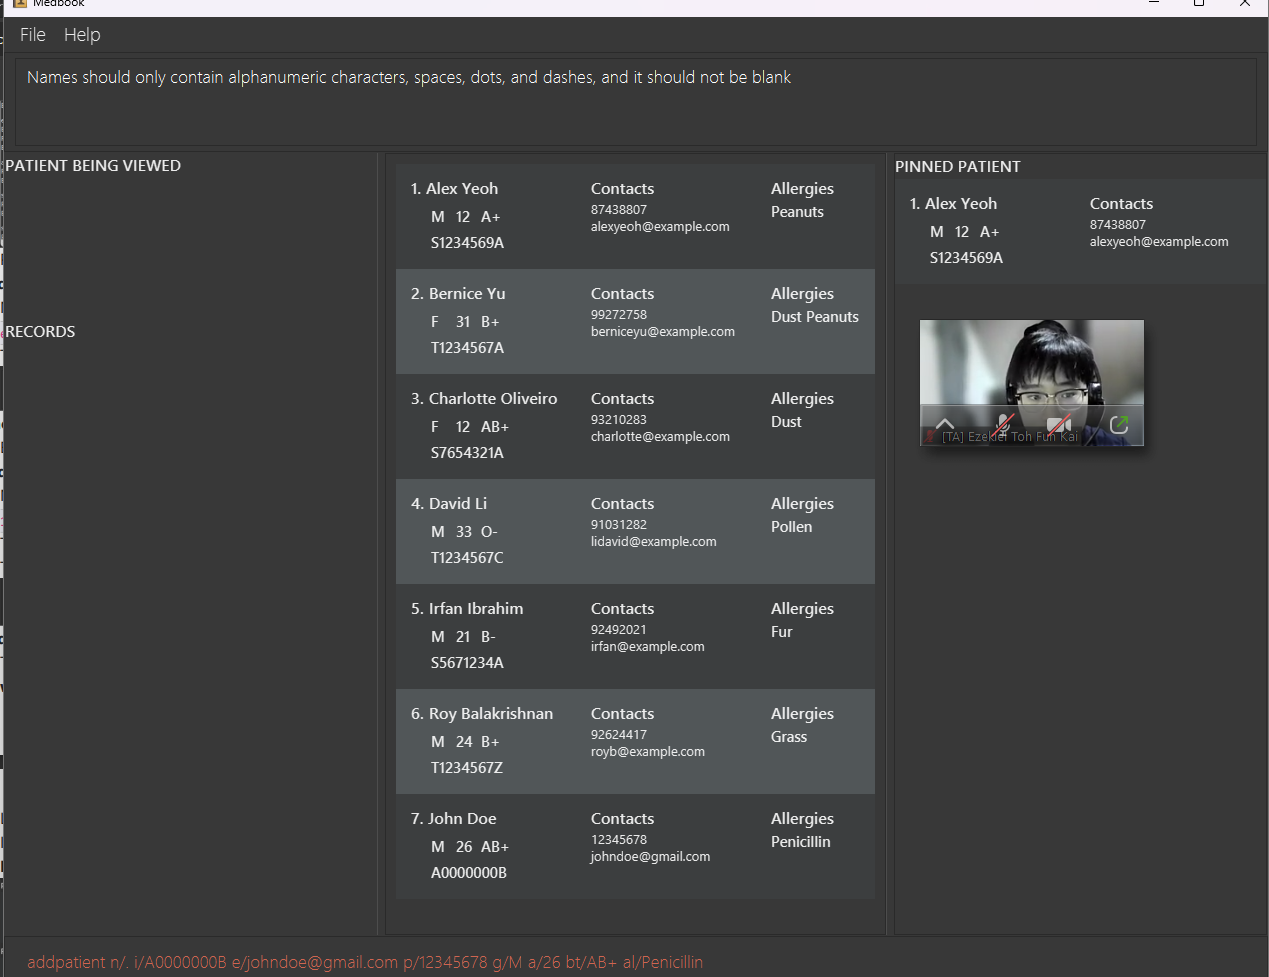 Medbook
File Help
Names should only contain alphanumeric characters, spaces, dots, and dashes, and it should not be blank
PATIENT BEING VIEWED
RECORDS
1. Alex Yeoh Contacts Allergies
87438807 Peanuts
M 12 A+ alexyeoh@example.com
S1234569A
2. Bernice Yu Contacts Allergies
99272758 Dust Peanuts
F 31 B+ berniceyu@example.com
T1234567A
3. Charlotte Oliveiro Contacts Allergies
93210283 Dust
F 12 AB+ charlotte@example.com
S7654321A
4. David Li Contacts Allergies
91031282 Pollen
M 33 O- lidavid@example.com
T1234567C
5. Irfan Ibrahim Contacts Allergies
92492021 Fur
M 21 B- irfan@example.com
S5671234A
6. Roy Balakrishnan Contacts Allergies
92624417 Grass
M 24 B+ royb@example.com
T1234567Z
7. John Doe Contacts Allergies
12345678 Penicillin
M 26 AB+ johndoe@gmail.com
A0000000B
PINNED PATIENT
1. Alex Yeoh Contacts
87438807
M 12 A+ alexyeoh@example.com
S1234569A
[TA] Ezekiel Toh Fun Kai
addpatient n/. i/A0000000B e/johndoe@gmail.com p/12345678 g/M a/26 bt/AB+ al/Penicillin